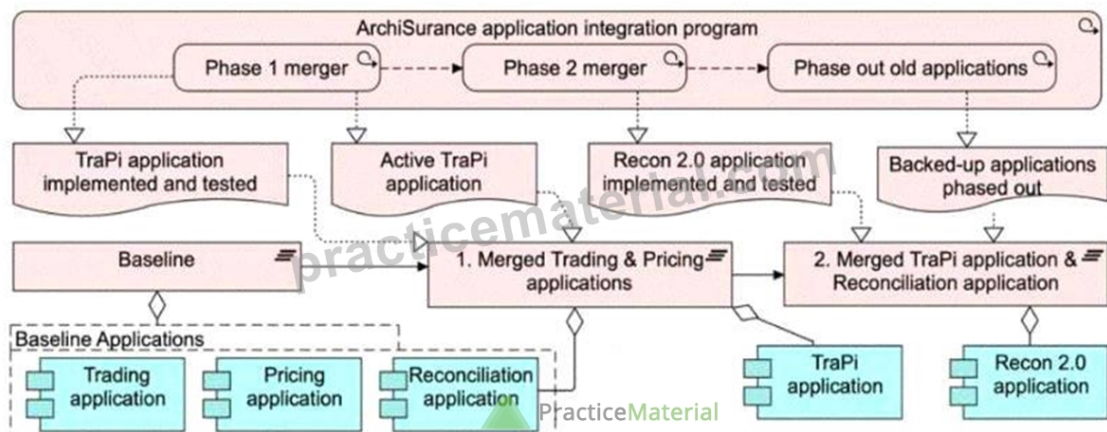 ArchiSurance application integration program
Phase 1 merger
Phase 2 merger
Phase out old applications
TraPi application
implemented and tested
Active TraPi
application
Recon 2.0 application
implemented and tested
Backed-up applications
phased out
practicematerial.com
Baseline
1. Merged Trading & Pricing
applications
2. Merged TraPi application &
Reconciliation application
Baseline Applications
Trading
application
Pricing
application
Reconciliation
application
TraPi
application
Recon 2.0
application
PracticeMaterial